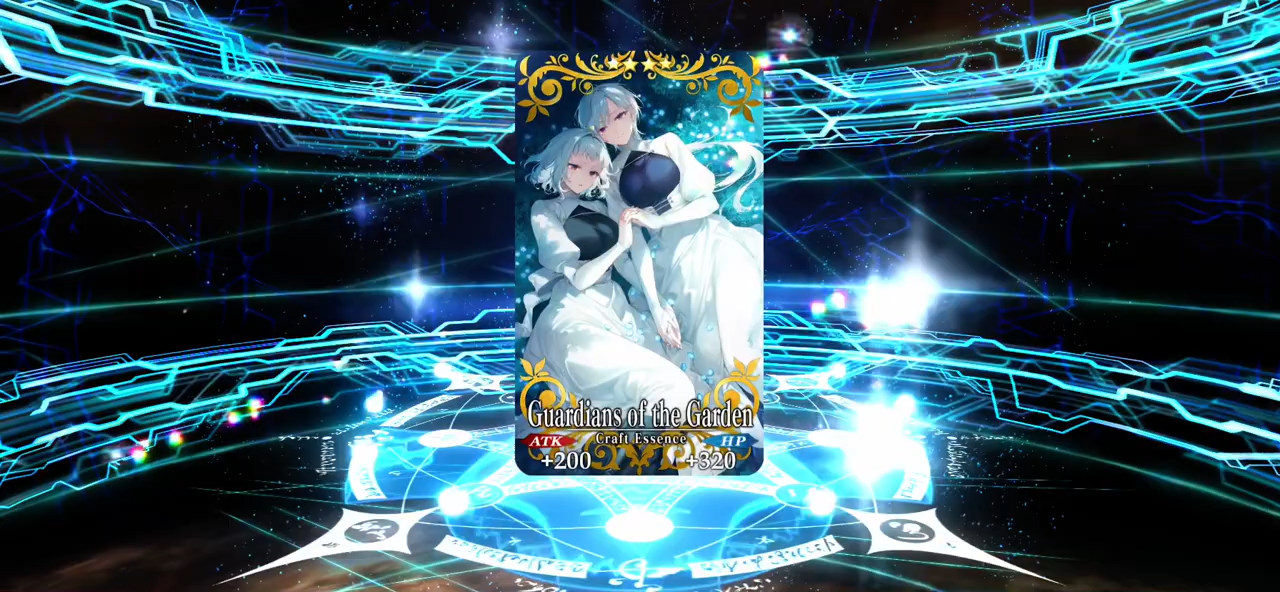 Guardians of the Garden
Craft Essence
ATK
HP
+200
+320